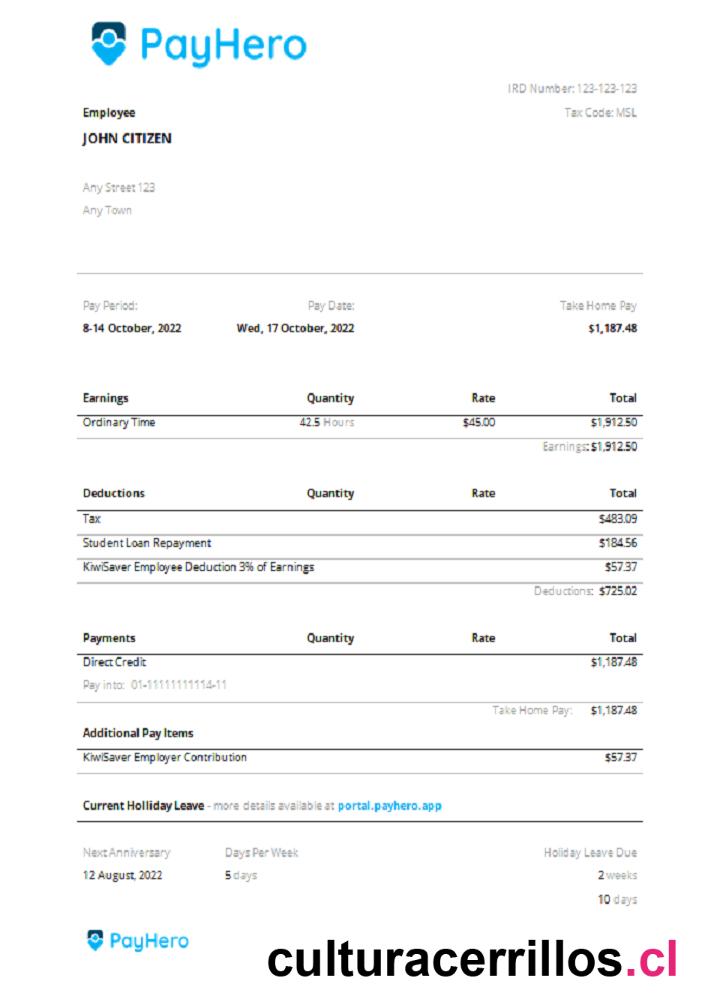 PayHero
IRD Number: 123-123-123
Employee
Tax Code: MSL
JOHN CITIZEN
Any Street 123
Any Town
Pay Period: Pay Date: Take Home Pay
8-14 October, 2022 Wed, 17 October, 2022 $1,187.48
Earnings Quantity Rate Total
Ordinary Time 42.5 Hours $45.00 $1,912.50
Earnings: $1,912.50
Deductions Quantity Rate Total
Tax $483.09
Student Loan Repayment $184.56
KiwiSaver Employee Deduction 3% of Earnings $57.37
Deductions: $725.02
Payments Quantity Rate Total
Direct Credit $1,187.48
Pay into: 01-11111111114-11
Take Home Pay: $1,187.48
Additional Pay Items
KiwiSaver Employer Contribution $57.37
Current Holliday Leave - more details available at portal.payhero.app
Next Anniversary Days Per Week Holiday Leave Due
12 August, 2022 5 days 2 weeks
10 days
PayHero
culturacerrillos.cl